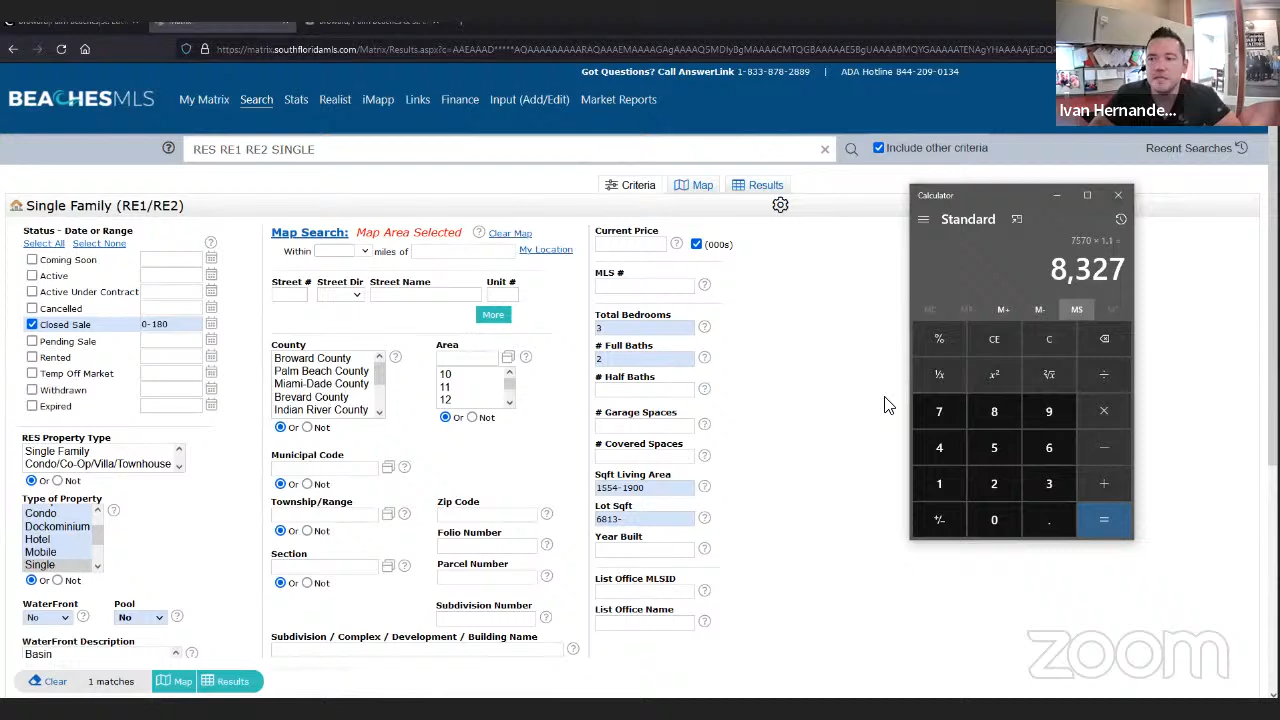 https://matrix.southfloridamls.com/Matrix/Results.aspx?c=
Got Questions? Call AnswerLink 1-833-878-2889 | ADA Hotline 844-209-0134
BEACHESMLS
My Matrix Search Stats Realist iMapp Links Finance Input (Add/Edit) Market Reports
Ivan Hernande...
RES RE1 RE2 SINGLE
Include other criteria
Recent Searches
Criteria Map Results
Single Family (RE1/RE2)
Status - Date or Range
Select All Select None
Coming Soon
Active
Active Under Contract
Cancelled
Closed Sale 0-180
Pending Sale
Rented
Temp Off Market
Withdrawn
Expired
RES Property Type
Single Family
Condo/Co-Op/Villa/Townhouse
Or Not
Type of Property
Condo
Dockominium
Hotel
Mobile
Single
Or Not
WaterFront Pool
No No
WaterFront Description
Basin
Clear 1 matches Map Results
Map Search: Map Area Selected Clear Map
Within miles of My Location
Street # Street Dir Street Name Unit #
More
County
Broward County
Palm Beach County
Miami-Dade County
Brevard County
Indian River County
Or Not
Area
10
11
12
Or Not
Municipal Code
Or Not
Township/Range
Or Not
Section
Or Not
Zip Code
Folio Number
Parcel Number
Subdivision Number
Subdivision / Complex / Development / Building Name
Current Price
(000s)
MLS #
Total Bedrooms
3
# Full Baths
2
# Half Baths
# Garage Spaces
# Covered Spaces
Sqft Living Area
1554-1900
Lot Sqft
6813-
Year Built
List Office MLSID
List Office Name
Calculator
Standard
7570 × 1.1 =
8,327
M+ M- MS
% CE C
¹/x x² ²√x ÷
7 8 9 ×
4 5 6 −
1 2 3 +
+/- 0 . =
zoom